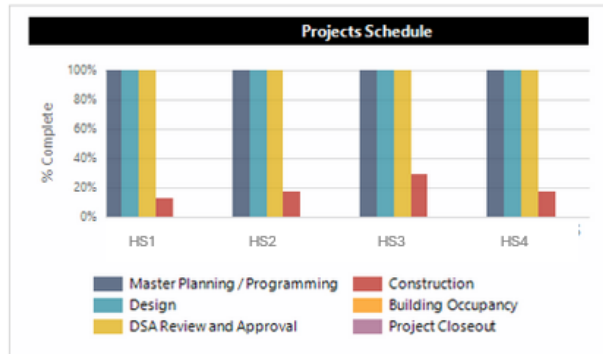 Projects Schedule
100%
80%
60%
40%
20%
0%
% Complete
HS1 HS2 HS3 HS4
Master Planning / Programming Construction
Design Building Occupancy
DSA Review and Approval Project Closeout